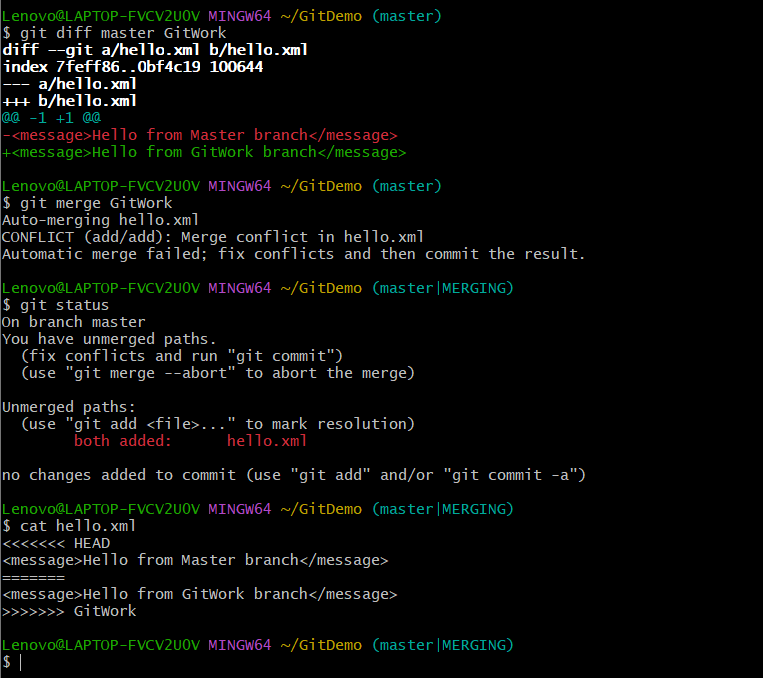 Lenovo@LAPTOP-FVCV2U0V MINGW64 ~/GitDemo (master)
$ git diff master GitWork
diff --git a/hello.xml b/hello.xml
index 7feff86..0bf4c19 100644
--- a/hello.xml
+++ b/hello.xml
@@ -1 +1 @@
-<message>Hello from Master branch</message>
+<message>Hello from GitWork branch</message>
Lenovo@LAPTOP-FVCV2U0V MINGW64 ~/GitDemo (master)
$ git merge GitWork
Auto-merging hello.xml
CONFLICT (add/add): Merge conflict in hello.xml
Automatic merge failed; fix conflicts and then commit the result.
Lenovo@LAPTOP-FVCV2U0V MINGW64 ~/GitDemo (master|MERGING)
$ git status
On branch master
You have unmerged paths.
  (fix conflicts and run "git commit")
  (use "git merge --abort" to abort the merge)
Unmerged paths:
  (use "git add <file>..." to mark resolution)
        both added:      hello.xml
no changes added to commit (use "git add" and/or "git commit -a")
Lenovo@LAPTOP-FVCV2U0V MINGW64 ~/GitDemo (master|MERGING)
$ cat hello.xml
<<<<<<< HEAD
<message>Hello from Master branch</message>
=======
<message>Hello from GitWork branch</message>
>>>>>>> GitWork
Lenovo@LAPTOP-FVCV2U0V MINGW64 ~/GitDemo (master|MERGING)
$